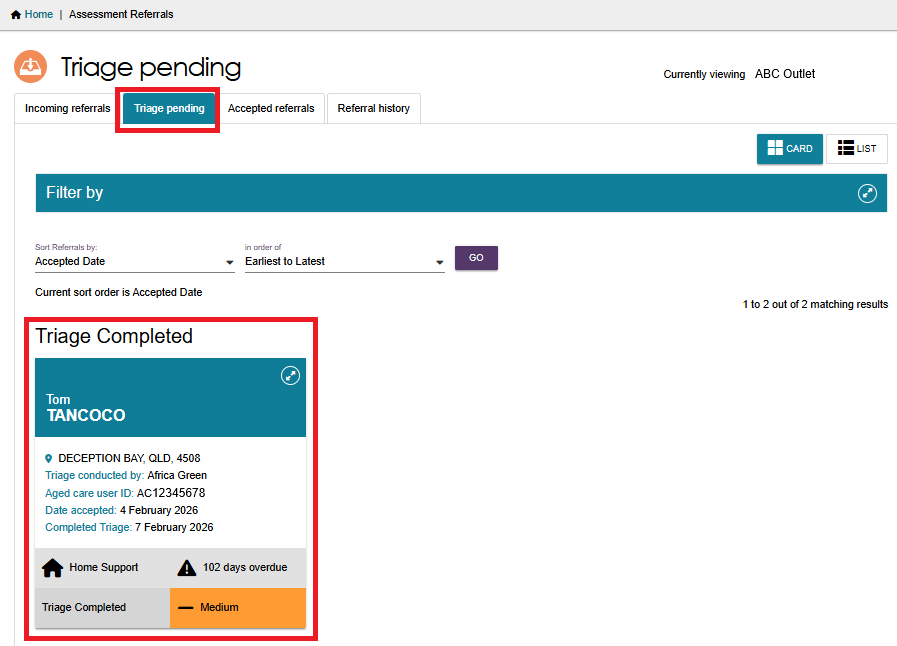 Home | Assessment Referrals
Triage pending
Currently viewing ABC Outlet
Incoming referrals Triage pending Accepted referrals Referral history
CARD LIST
Filter by
Sort Referrals by: in order of
Accepted Date Earliest to Latest GO
Current sort order is Accepted Date
1 to 2 out of 2 matching results
Triage Completed
Tom
TANCOCO
DECEPTION BAY, QLD, 4508
Triage conducted by: Africa Green
Aged care user ID: AC12345678
Date accepted: 4 February 2026
Completed Triage: 7 February 2026
Home Support 102 days overdue
Triage Completed Medium